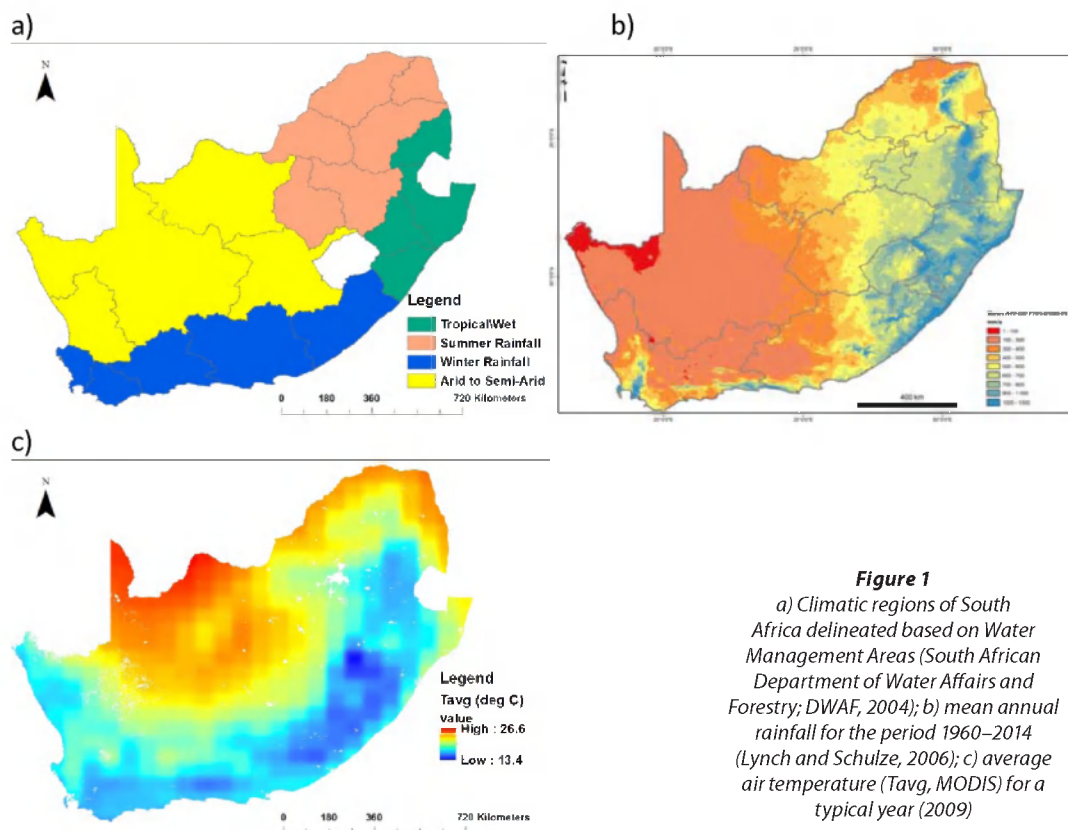 a)
N
Legend
Tropical\Wet
Summer Rainfall
Winter Rainfall
Arid to Semi-Arid
0 180 360 720 Kilometers
b)
400 km
c)
N
Legend
Tavg (deg C)
Value
High : 26.6
Low : 13.4
0 180 360 720 Kilometers
Figure 1
a) Climatic regions of South
Africa delineated based on Water
Management Areas (South African
Department of Water Affairs and
Forestry; DWAF, 2004); b) mean annual
rainfall for the period 1960–2014
(Lynch and Schulze, 2006); c) average
air temperature (Tavg, MODIS) for a
typical year (2009)